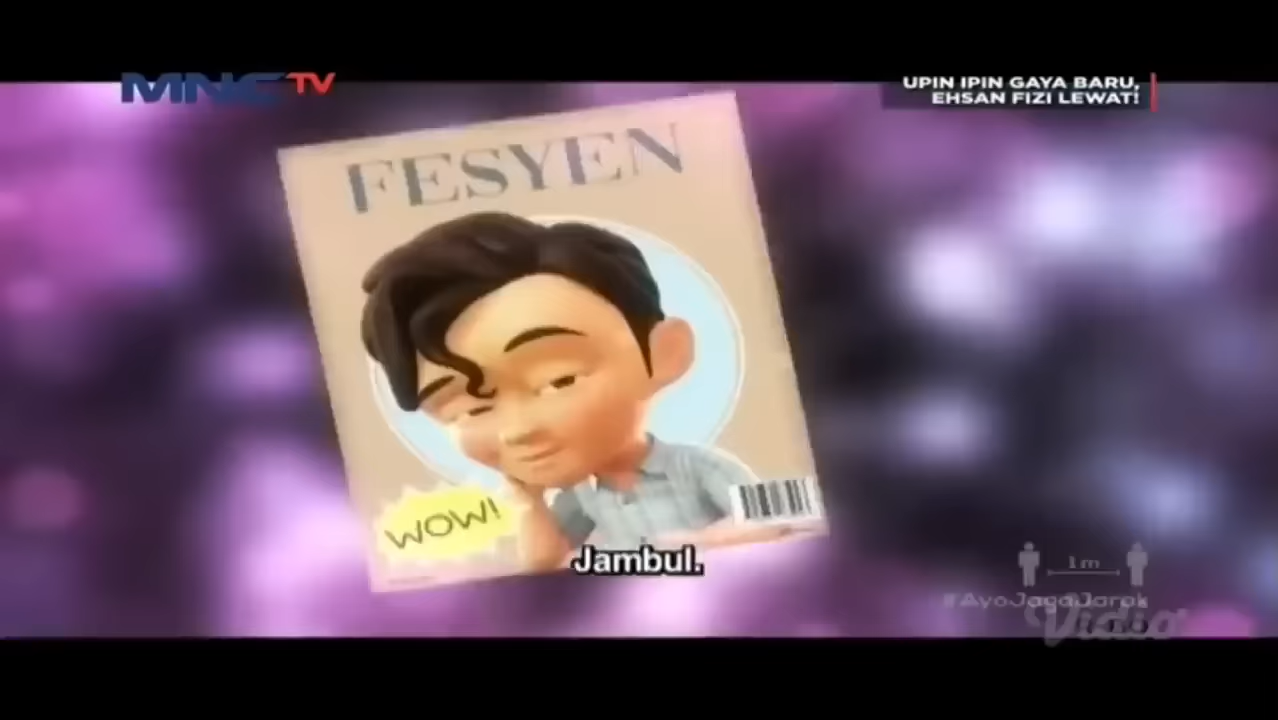 MNCTV
UPIN IPIN GAYA BARU,
EHSAN FIZI LEWAT!
FESYEN
WOW!
Jambul.
1m
#AyoJagaJarak
Vidio